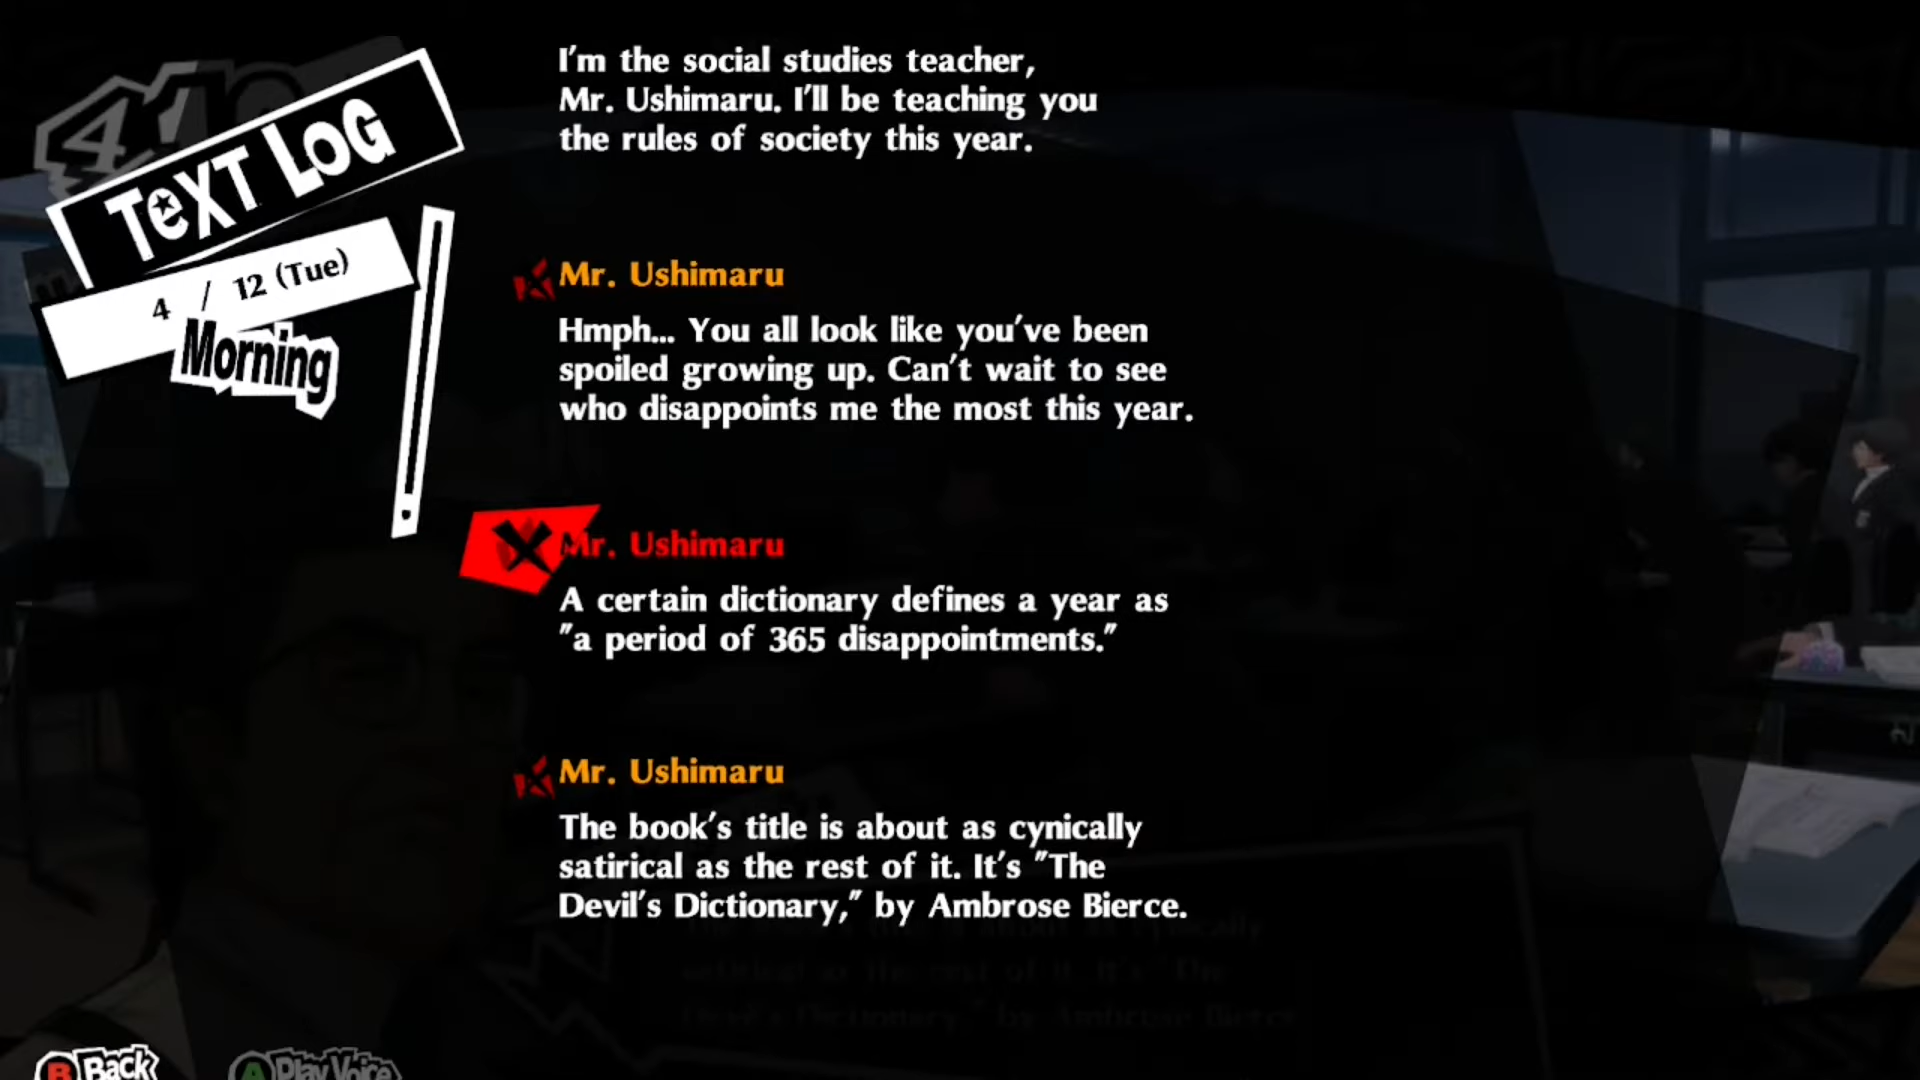 4/12
TEXT LOG
4 / 12 (Tue)
Morning
I'm the social studies teacher,
Mr. Ushimaru. I'll be teaching you
the rules of society this year.
Mr. Ushimaru
Hmph... You all look like you've been
spoiled growing up. Can't wait to see
who disappoints me the most this year.
Mr. Ushimaru
A certain dictionary defines a year as
"a period of 365 disappointments."
Mr. Ushimaru
The book's title is about as cynically
satirical as the rest of it. It's "The
Devil's Dictionary," by Ambrose Bierce.
B Back
A Play Voice